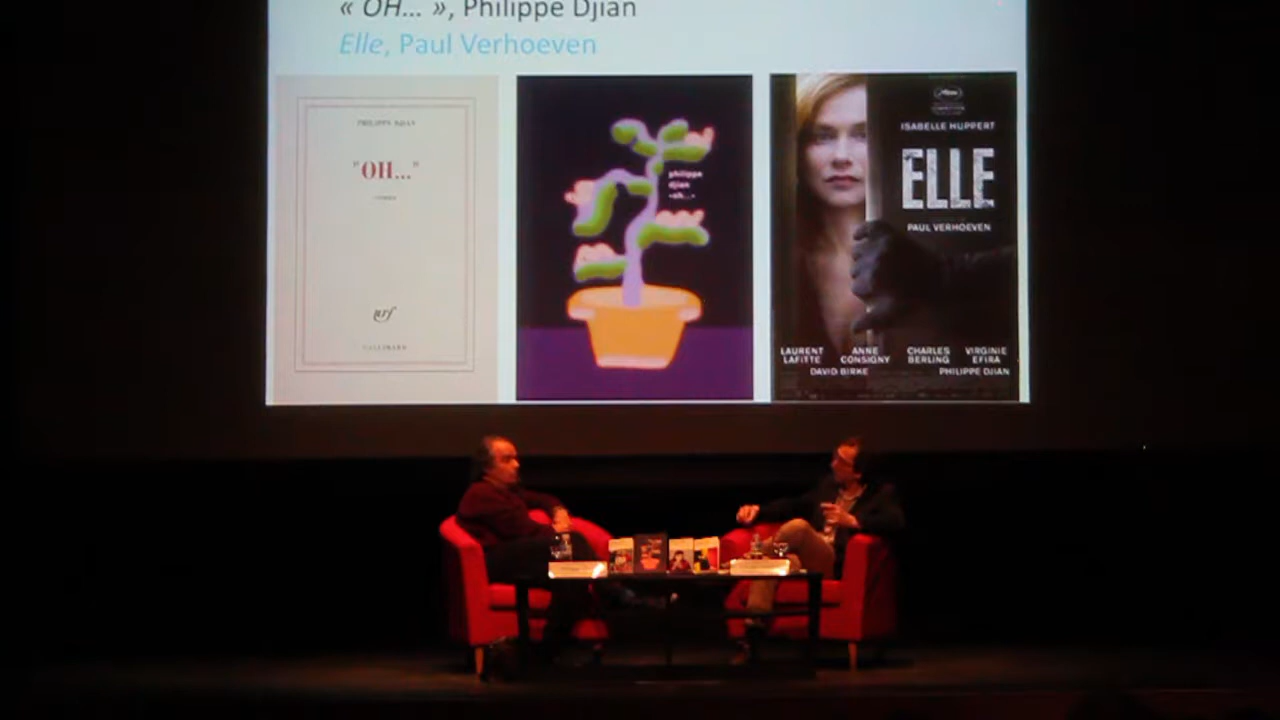 « OH... », Philippe Djian
Elle, Paul Verhoeven
PHILIPPE DJIAN
"OH..."
nrf
GALLIMARD
philippe
djian
«oh...»
ISABELLE HUPPERT
ELLE
PAUL VERHOEVEN
LAURENT LAFITTE
ANNE CONSIGNY
CHARLES BERLING
VIRGINIE EFIRA
DAVID BIRKE
PHILIPPE DJIAN